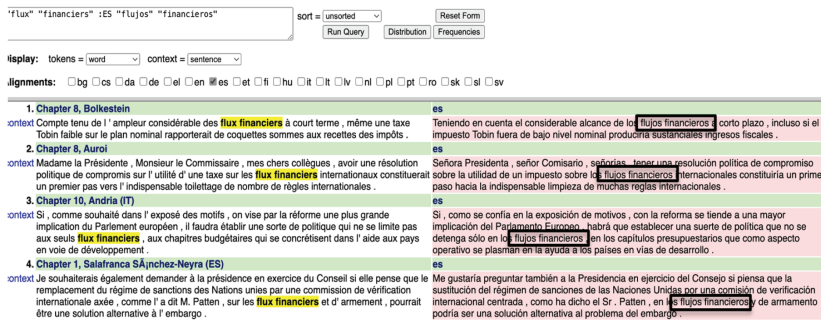 "flux" "financiers" :ES "flujos" "financieros"
sort = unsorted Reset Form
Run Query Distribution Frequencies
Display: tokens = word context = sentence
Alignments: bg cs da de el en es et fi hu it lt lv nl pl pt ro sk sl sv
1. Chapter 8, Bolkestein es
context Compte tenu de l ' ampleur considérable des flux financiers à court terme , même une taxe Teniendo en cuenta el considerable alcance de los flujos financieros a corto plazo , incluso si el
Tobin faible sur le plan nominal rapporterait de coquettes sommes aux recettes des impôts . impuesto Tobin fuera de bajo nivel nominal produciría sustanciales ingresos fiscales .
2. Chapter 8, Auroi es
context Madame la Présidente , Monsieur le Commissaire , mes chers collègues , avoir une résolution Señora Presidenta , señor Comisario , señorías , tener una resolución política de compromiso
politique de compromis sur l' utilité d' une taxe sur les flux financiers internationaux constituerait sobre la utilidad de un impuesto sobre los flujos financieros internacionales constituiría un prime
un premier pas vers l' indispensable toilettage de nombre de règles internationales . paso hacia la indispensable limpieza de muchas reglas internacionales .
3. Chapter 10, Andria (IT) es
context Si , comme souhaité dans l' exposé des motifs , on vise par la réforme une plus grande Si , como se confía en la exposición de motivos , con la reforma se tiende a una mayor
implication du Parlement européen , il faudra établir une sorte de politique qui ne se limite pas implicación del Parlamento Europeo , habrá que establecer una suerte de política que no se
aux seuls flux financiers , aux chapitres budgétaires qui se concrétisent dans l' aide aux pays detenga sólo en los flujos financieros , en los capítulos presupuestarios que como aspecto
en voie de développement . operativo se plasman en la ayuda a los países en vías de desarrollo .
4. Chapter 1, Salafranca SÃ¡nchez-Neyra (ES) es
context Je souhaiterais également demander à la présidence en exercice du Conseil si elle pense que le Me gustaría preguntar también a la Presidencia en ejercicio del Consejo si piensa que la
remplacement du régime de sanctions des Nations unies par une commission de vérification sustitución del régimen de sanciones de las Naciones Unidas por una comisión de verificación
internationale axée , comme l' a dit M. Patten , sur les flux financiers et d' armement , pourrait internacional centrada , como ha dicho el Sr . Patten , en los flujos financieros y de armamento
être une solution alternative à l' embargo . podría ser una solución alternativa al problema del embargo .